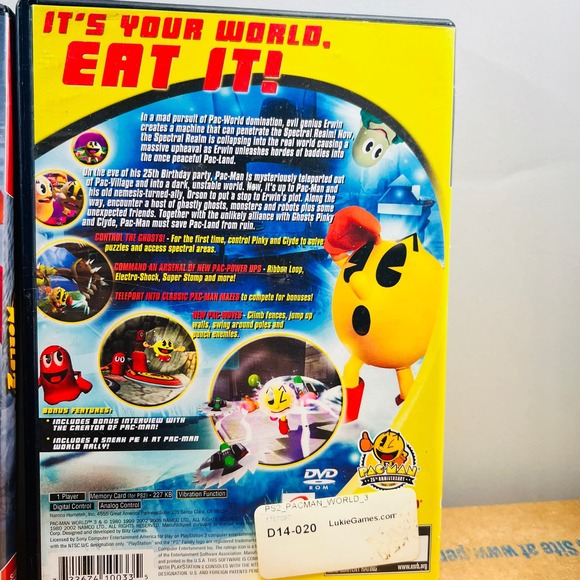 IT'S YOUR WORLD.
EAT IT!
In a mad pursuit of Pac-World domination, evil genius Erwin
creates a machine that can penetrate the Spectral Realm! Now,
the Spectral Realm is collapsing into the real world causing a
massive upheaval as Erwin unleashes hordes of baddies into
the once peaceful Pac-Land.
On the eve of his 25th Birthday party, Pac-Man is mysteriously teleported out
of Pac-Village and into a dark, unstable world. Now, it's up to Pac-Man and
his old nemesis-turned-ally, Orson to put a stop to Erwin's plot. Along the
way, encounter a host of ghastly ghosts, monsters and robots plus some
unexpected friends. Together with the unlikely alliance with Ghosts Pinky
and Clyde, Pac-Man must save Pac-Land from ruin.
CONTROL THE GHOSTS! - For the first time, control Pinky and Clyde to solve
puzzles and access spectral areas.
COMMAND AN ARSENAL OF NEW PAC-POWER UPS - Ribbon Loop,
Electro-Shock, Super Stomp and more!
TELEPORT INTO CLASSIC PAC-MAN MAZES to compete for bonuses!
NEW PAC-MOVES - Climb fences, jump up
walls, swing around poles and
punch enemies.
BONUS FEATURES!
• INCLUDES BONUS INTERVIEW WITH
THE CREATOR OF PAC-MAN!
• INCLUDES A SNEAK PE K AT PAC-MAN
WORLD RALLY!
DVD
ROM
PAC-MAN
25TH ANNIVERSARY
1 Player
Memory Card (for PS2) - 227 KB
Vibration Function
Digital Control
Analog Control
PS2_PACMAN_WORLD_3
D14-020 LukieGames.com
22674 10033 5
www.esrb.org